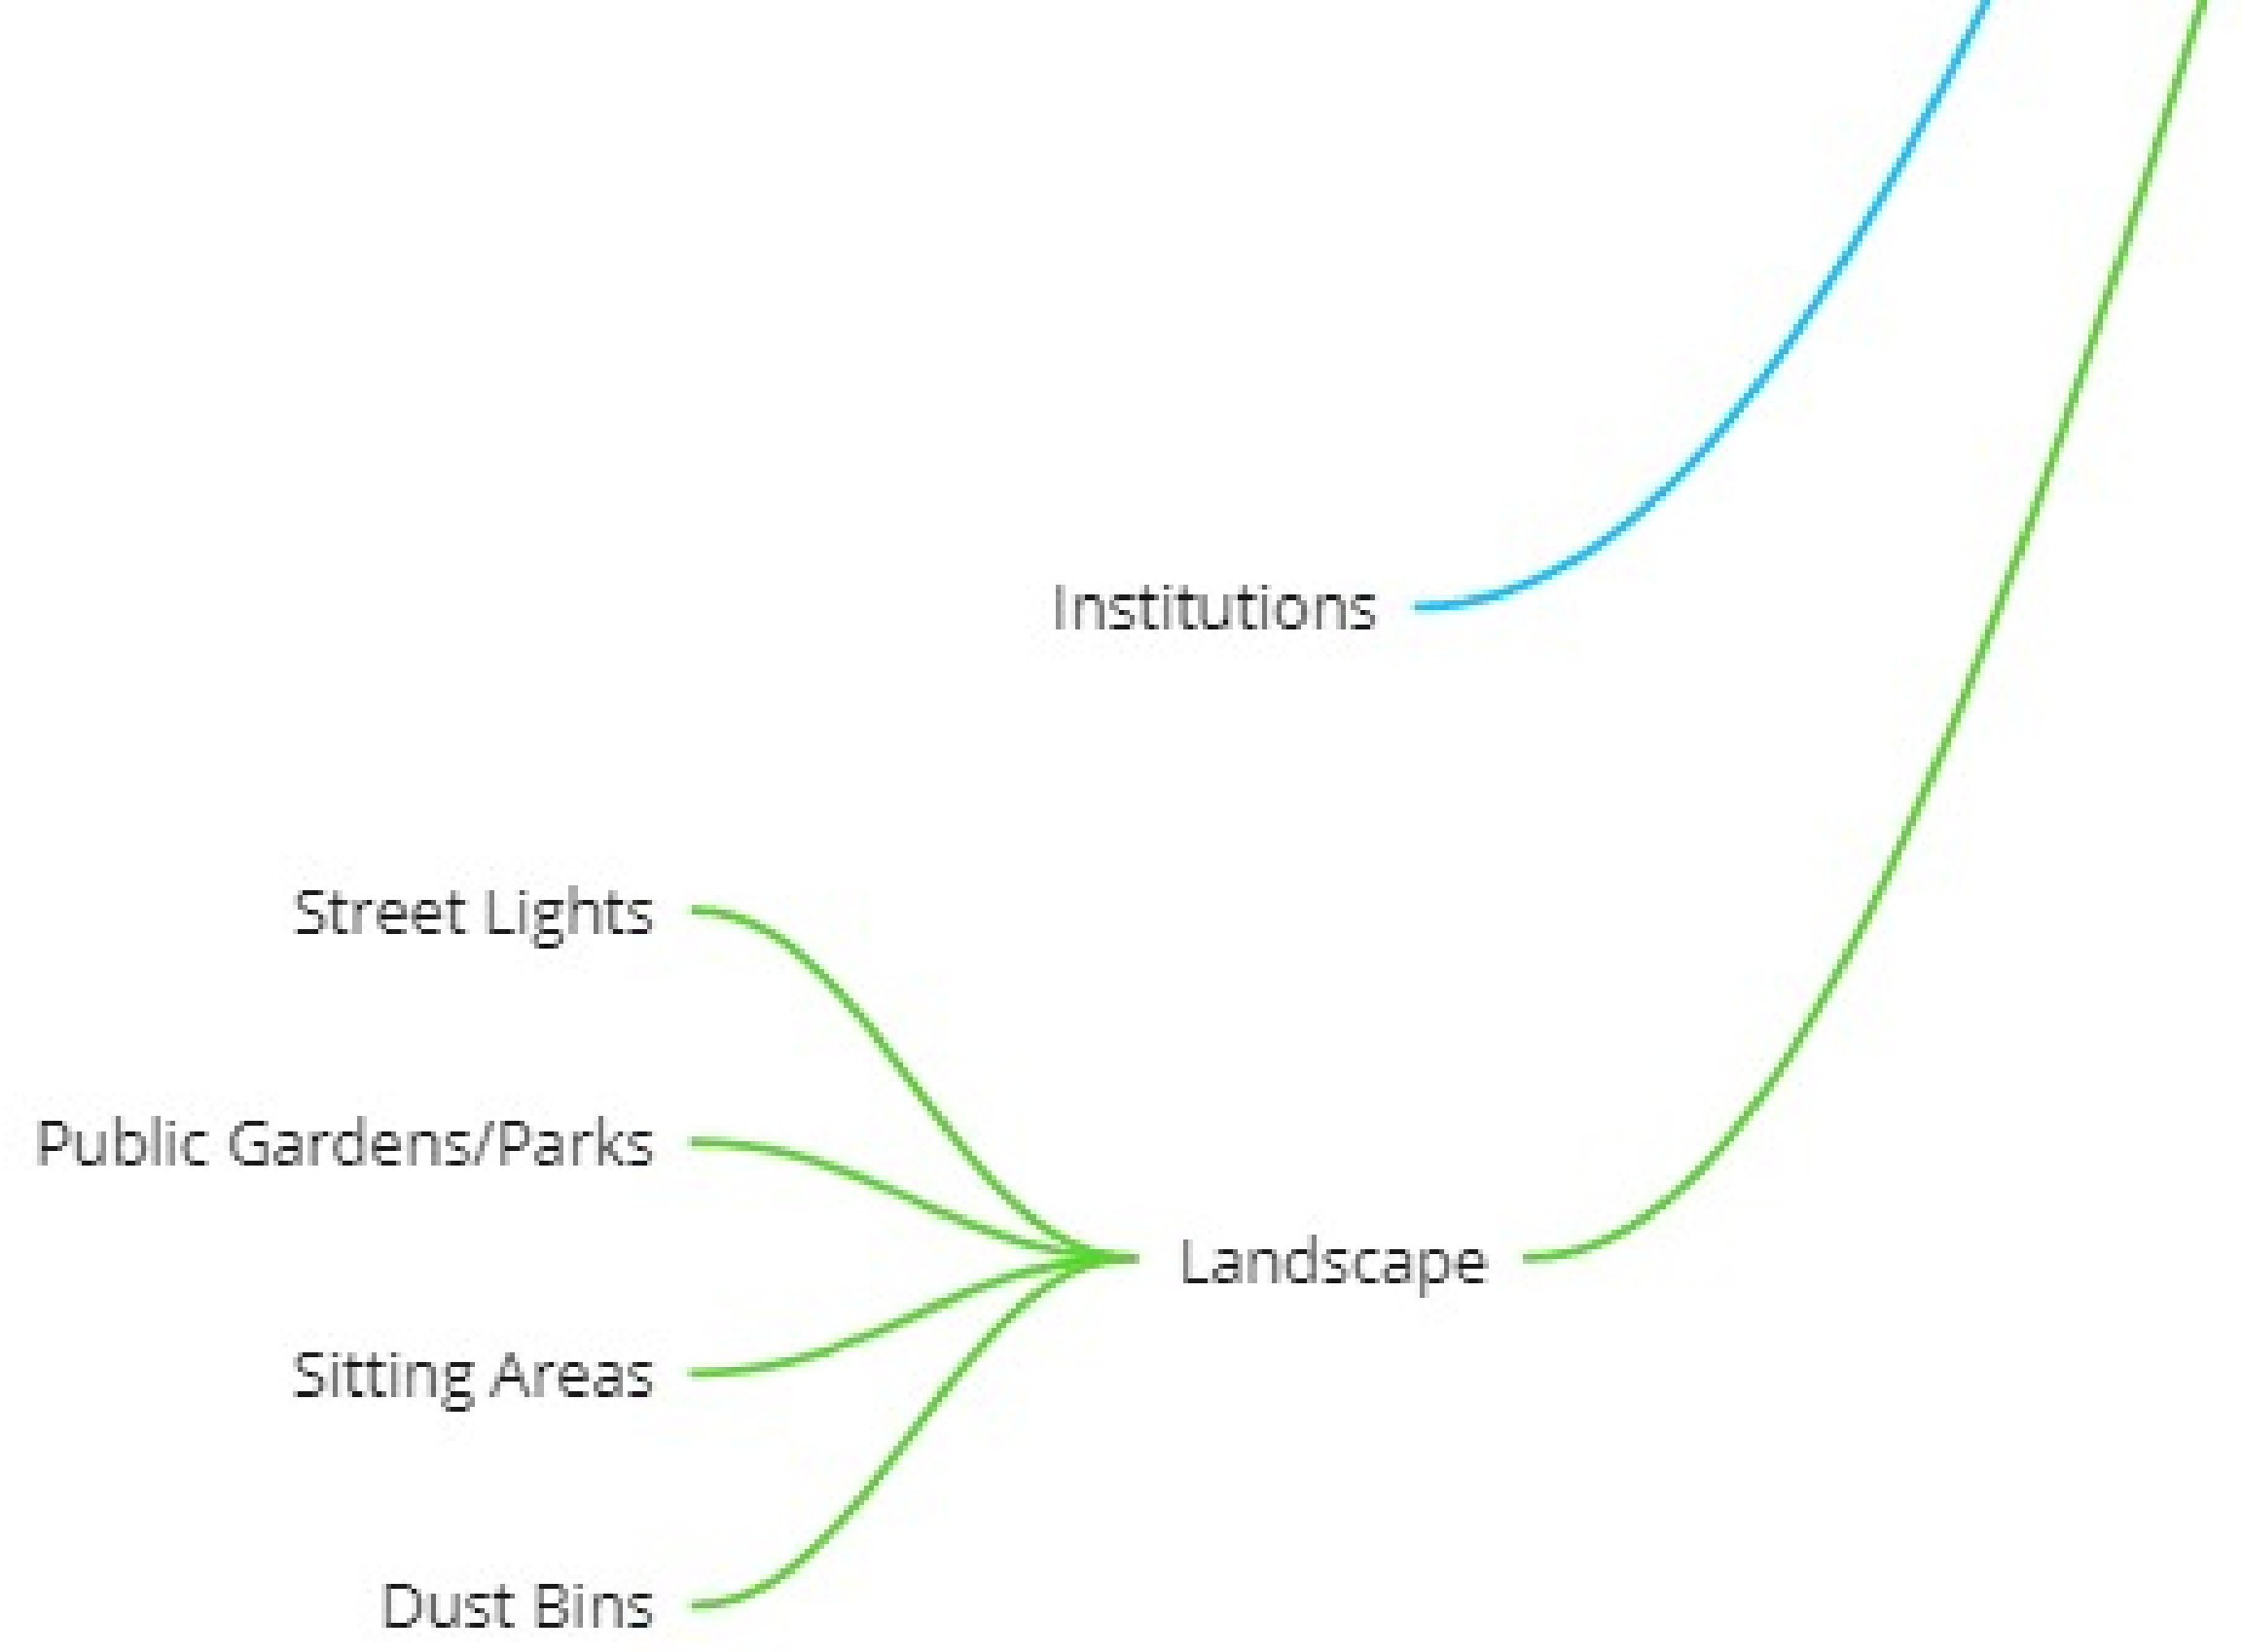 Institutions
Street Lights
Public Gardens/Parks
Landscape
Sitting Areas
Dust Bins